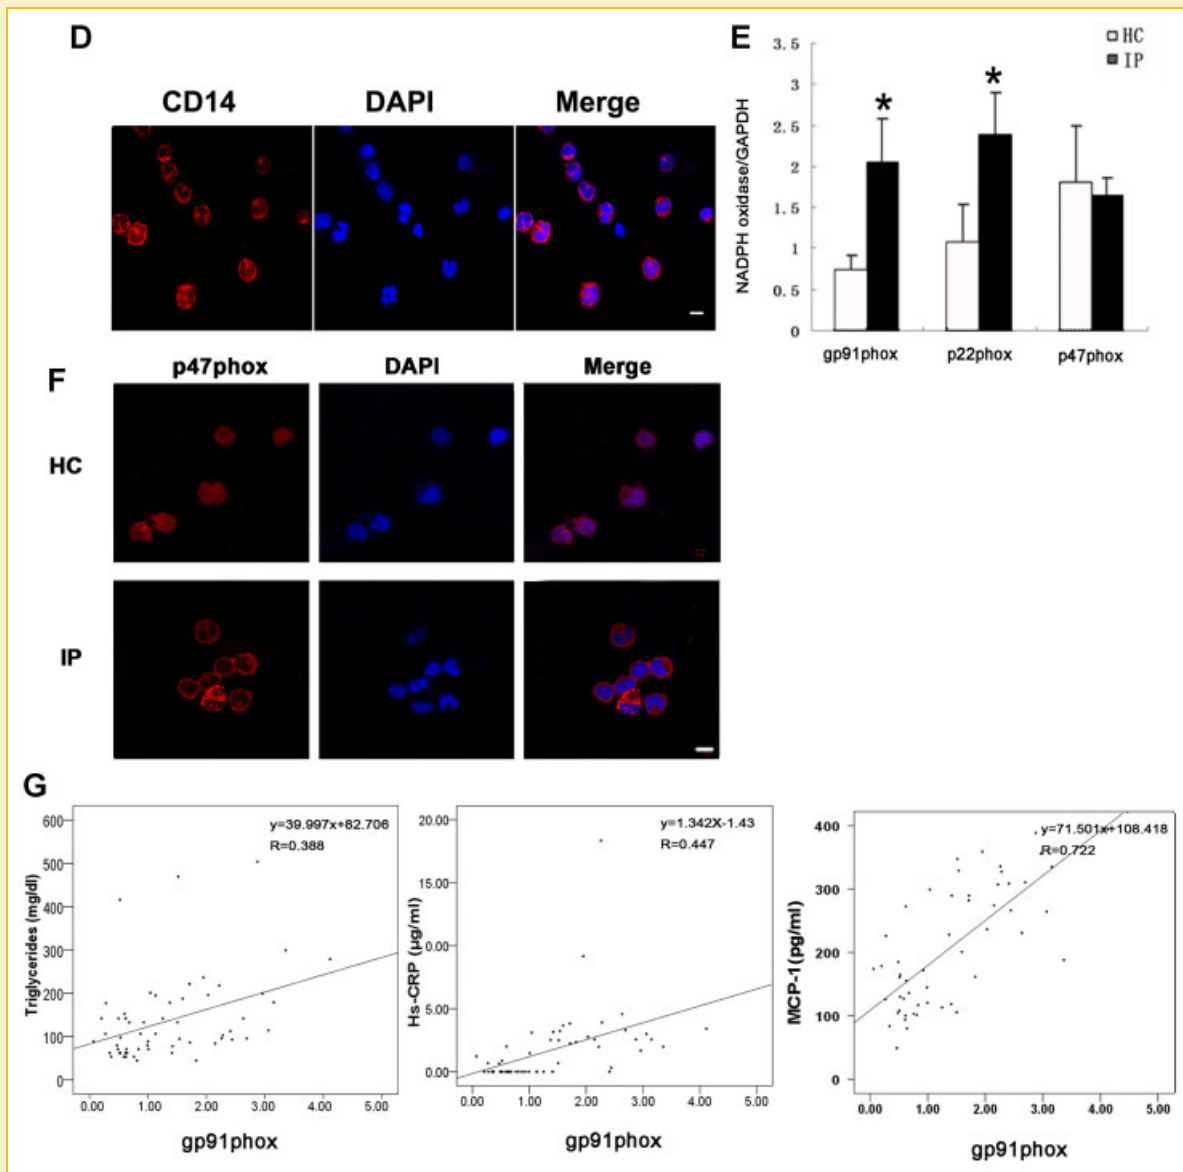 D
CD14 DAPI Merge
E
HC
IP
NADPH oxidase/GAPDH
3.5
3
2.5
2
1.5
1
0.5
0
* *
gp91phox p22phox p47phox
F
p47phox DAPI Merge
HC
IP
G
Triglycerides (mg/dl)
600
500
400
300
200
100
0
y=39.997x+82.706
R=0.388
0.00 1.00 2.00 3.00 4.00 5.00
gp91phox
Hs-CRP (µg/ml)
20.00
15.00
10.00
5.00
0.00
y=1.342X-1.43
R=0.447
0.00 1.00 2.00 3.00 4.00 5.00
gp91phox
MCP-1(pg/ml)
400
300
200
100
0
y=71.501x+108.418
R=0.722
0.00 1.00 2.00 3.00 4.00 5.00
gp91phox